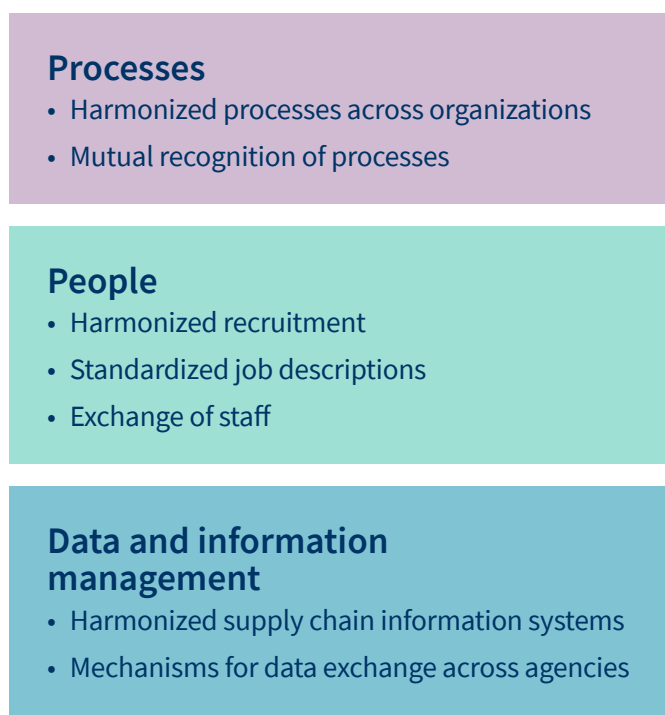 Processes
• Harmonized processes across organizations
• Mutual recognition of processes
People
• Harmonized recruitment
• Standardized job descriptions
• Exchange of staff
Data and information
management
• Harmonized supply chain information systems
• Mechanisms for data exchange across agencies